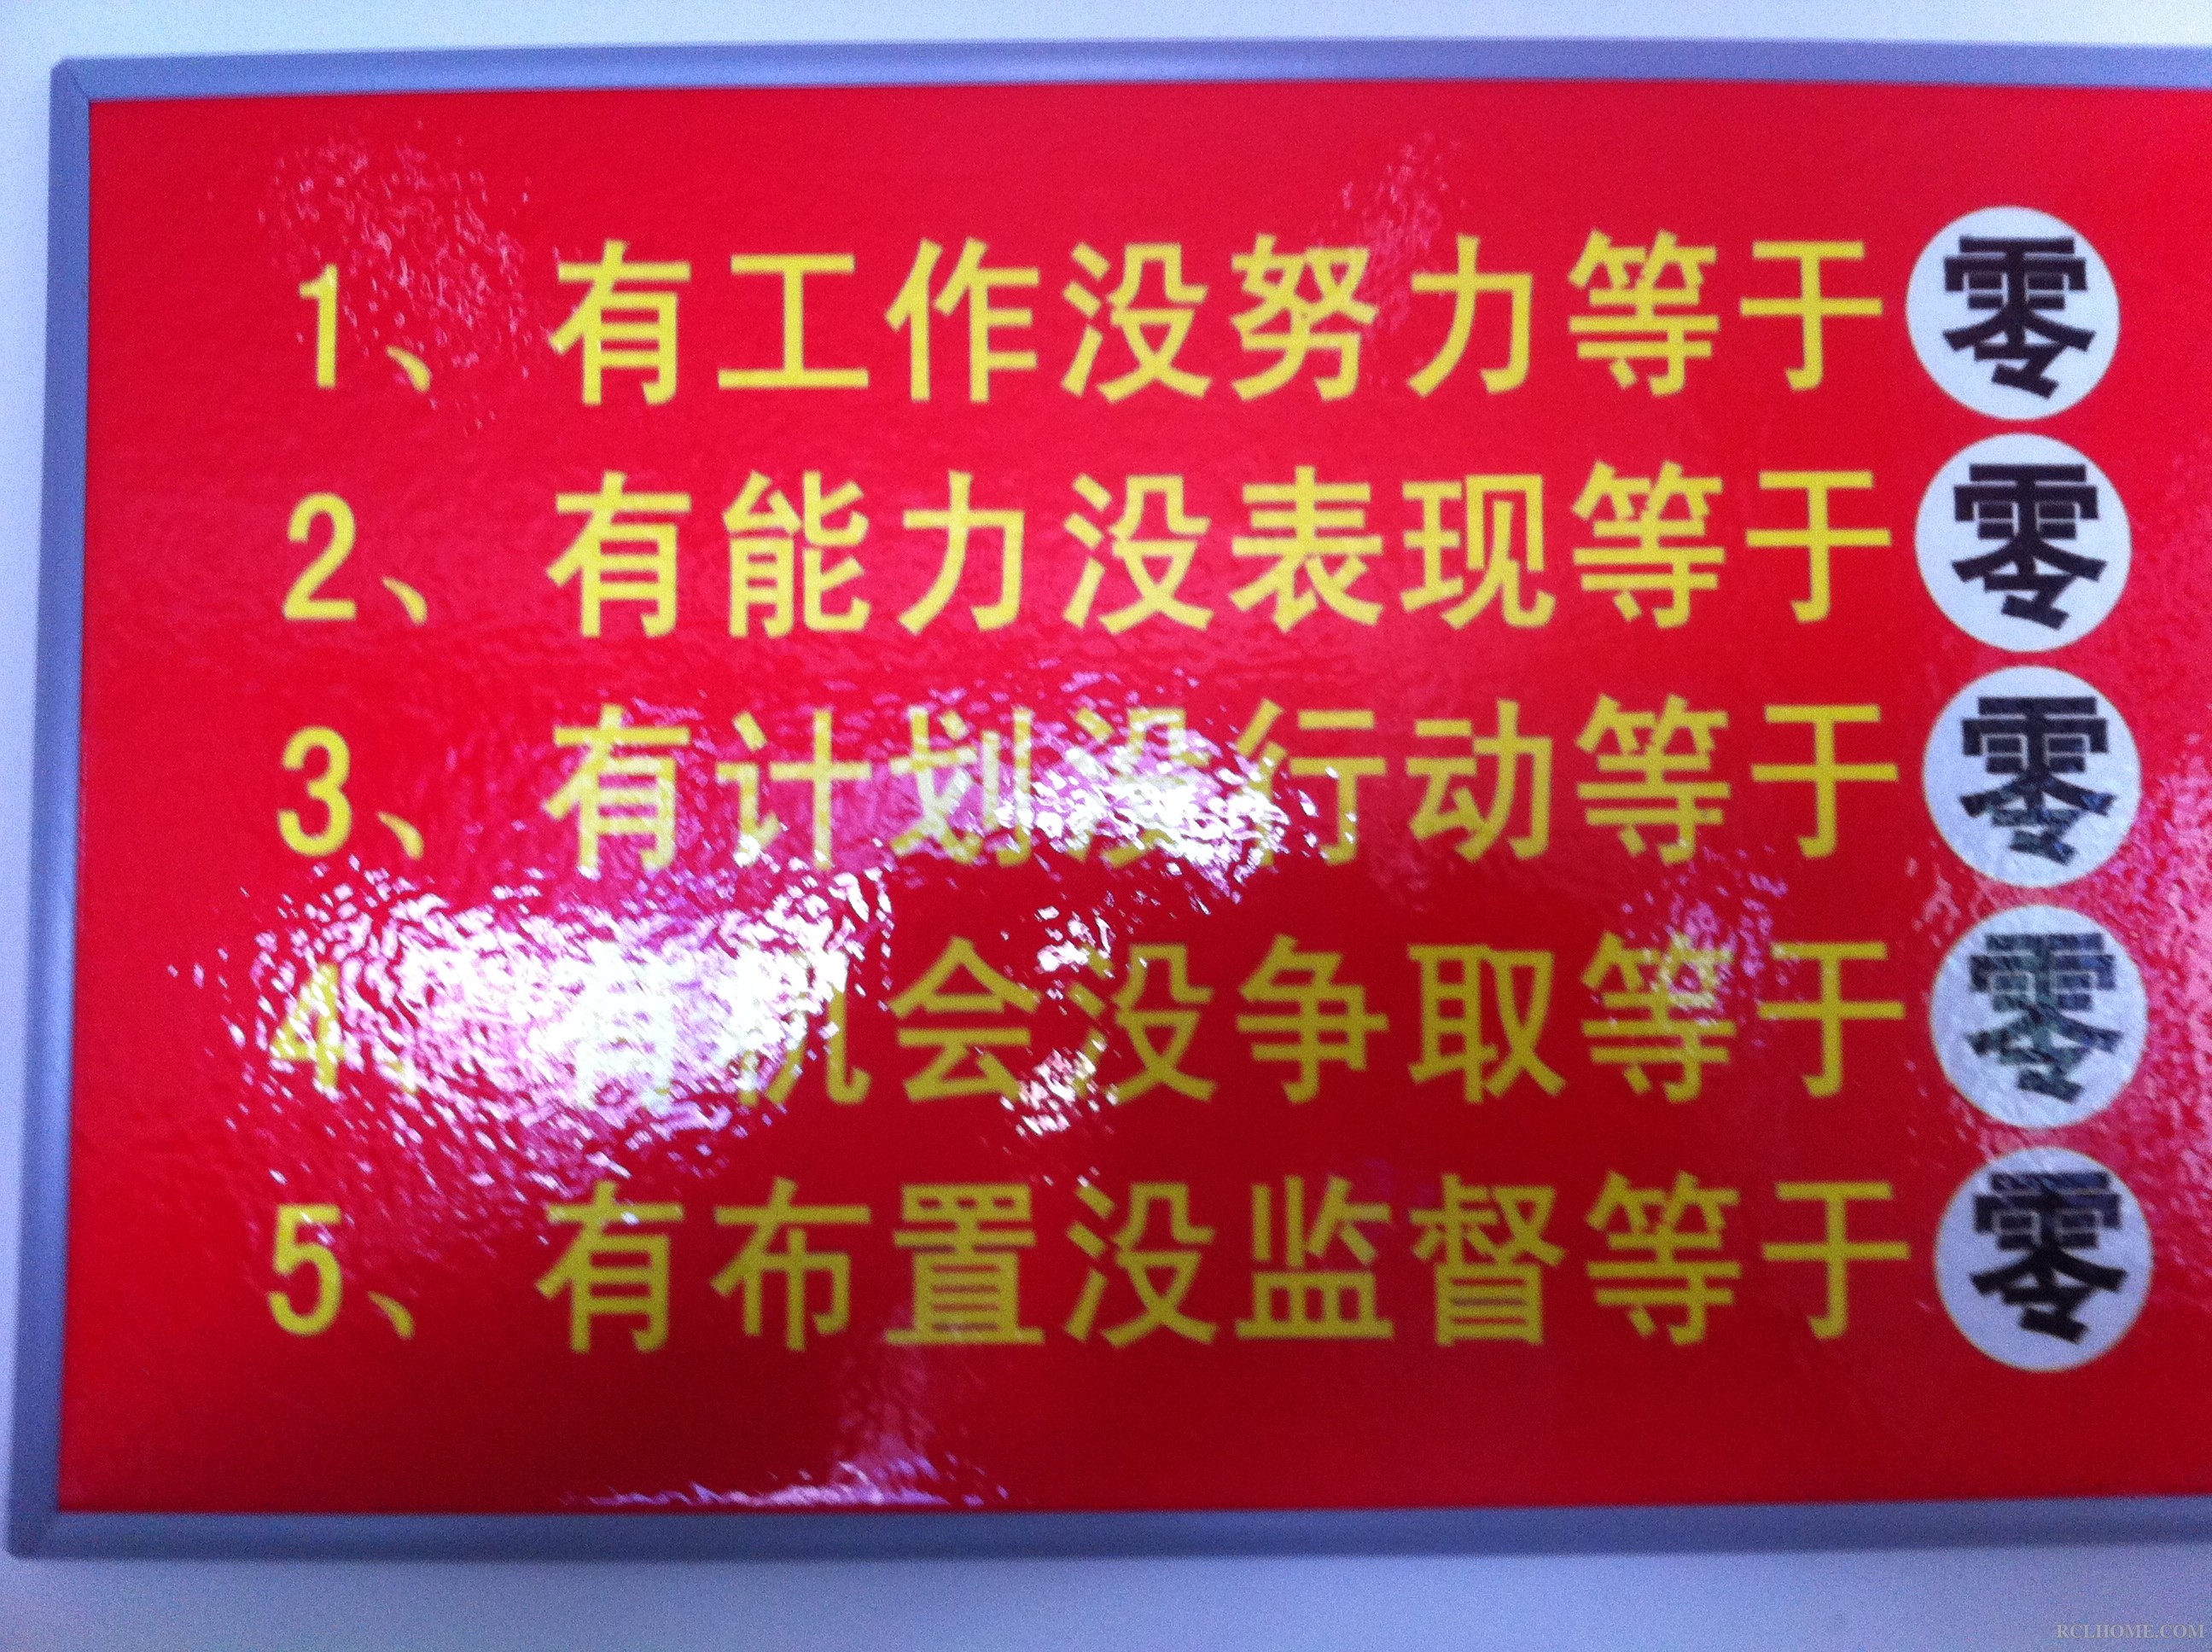 1、有工作没努力等于零
2、有能力没表现等于零
3、有计划没行动等于零
4、有机会没争取等于零
5、有布置没监督等于零
RCLHOME.COM